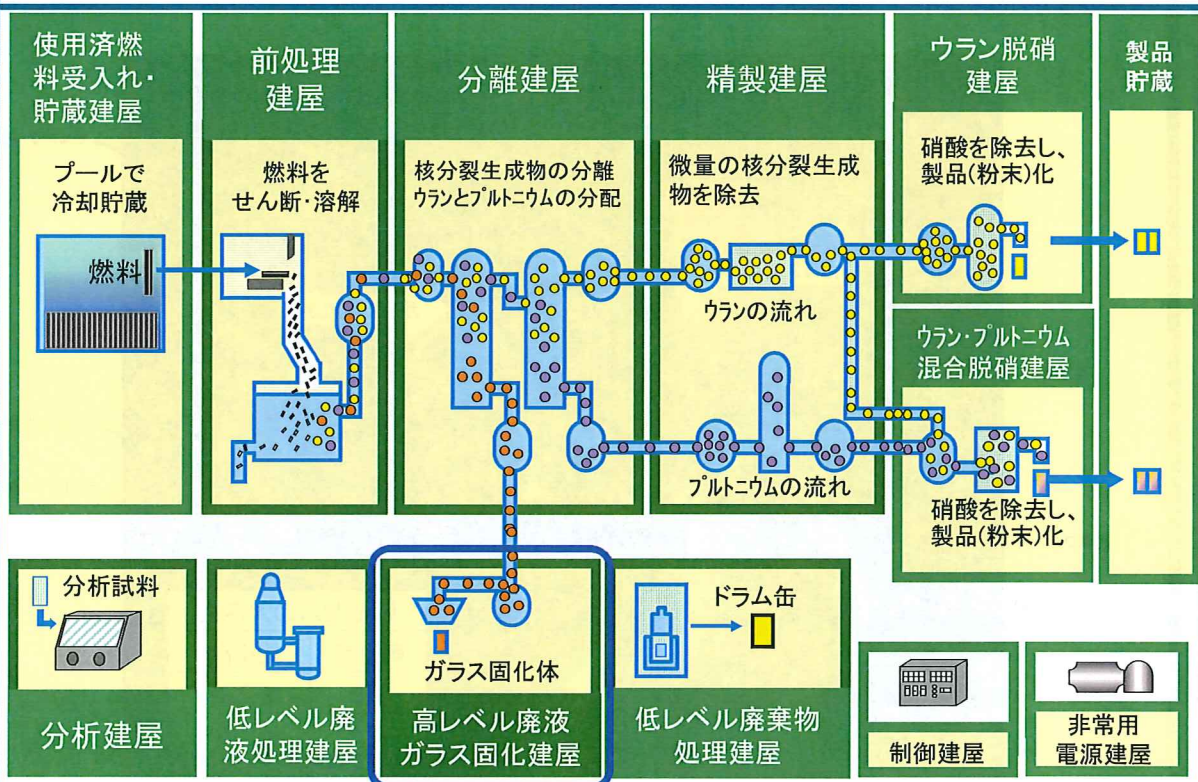 使用済燃
料受入れ・
貯蔵建屋
プールで
冷却貯蔵
燃料
前処理
建屋
燃料を
せん断・溶解
分離建屋
核分裂生成物の分離
ウランとプルトニウムの分配
精製建屋
微量の核分裂生成
物を除去
ウランの流れ
プルトニウムの流れ
ウラン脱硝
建屋
硝酸を除去し、
製品(粉末)化
ウラン・プルトニウム
混合脱硝建屋
硝酸を除去し、
製品(粉末)化
製品
貯蔵
分析試料
分析建屋
低レベル廃
液処理建屋
ガラス固化体
高レベル廃液
ガラス固化建屋
ドラム缶
低レベル廃棄物
処理建屋
制御建屋
非常用
電源建屋